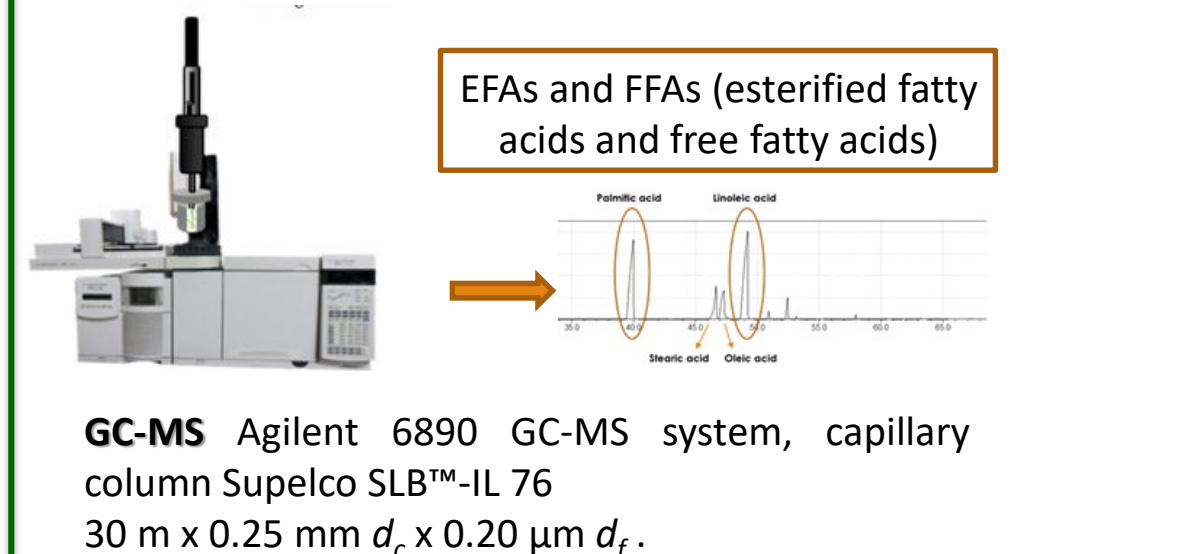 EFAs and FFAs (esterified fatty
acids and free fatty acids)
Palmitic acid Linoleic acid
35.0 40.0 45.0 50.0 55.0 60.0 65.0
Stearic acid Oleic acid
GC-MS Agilent 6890 GC-MS system, capillary
column Supelco SLB™-IL 76
30 m x 0.25 mm dc x 0.20 µm df .